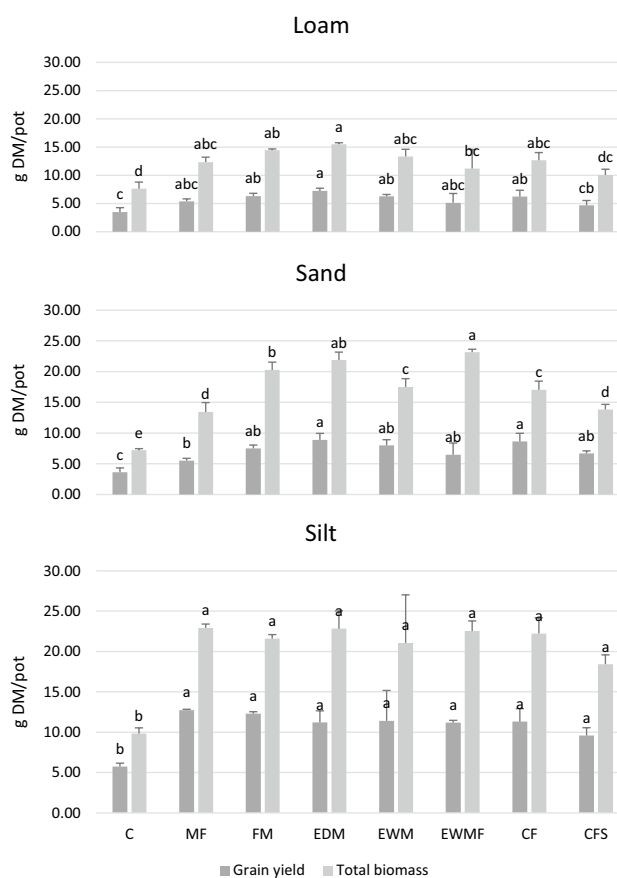 Loam
g DM/pot
30.00
25.00
20.00
15.00
10.00
5.00
0.00
c d abc abc ab ab a a ab abc abc bc ab abc cb dc
Sand
g DM/pot
30.00
25.00
20.00
15.00
10.00
5.00
0.00
c e b d ab b a ab ab c ab a a c ab d
Silt
g DM/pot
30.00
25.00
20.00
15.00
10.00
5.00
0.00
b b a a a a a a a a a a a a a a
C MF FM EDM EWM EWMF CF CFS
Grain yield Total biomass